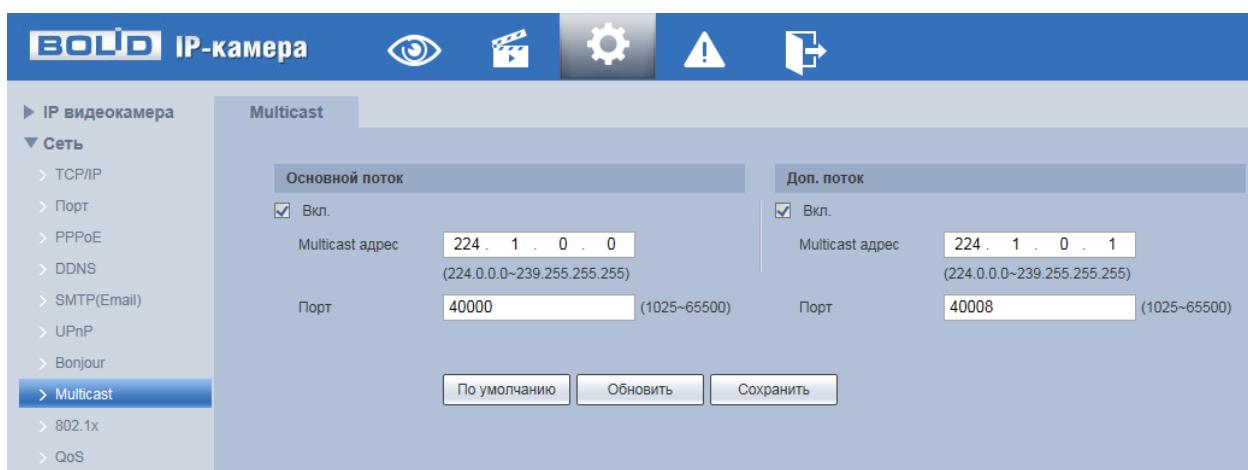 BOLID IP-камера
IP видеокамера
Сеть
TCP/IP
Порт
PPPoE
DDNS
SMTP(Email)
UPnP
Bonjour
Multicast
802.1x
QoS
Multicast
Основной поток
Вкл.
Multicast адрес 224 . 1 . 0 . 0
(224.0.0.0~239.255.255.255)
Порт 40000 (1025~65500)
Доп. поток
Вкл.
Multicast адрес 224 . 1 . 0 . 1
(224.0.0.0~239.255.255.255)
Порт 40008 (1025~65500)
По умолчанию Обновить Сохранить